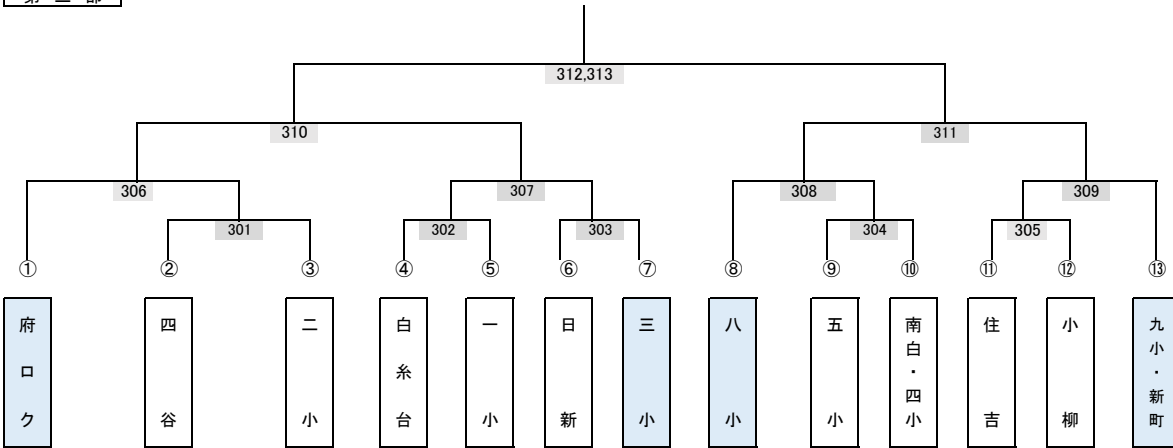 312,313
310
311
306
307
308
309
301
302
303
304
305
①
②
③
④
⑤
⑥
⑦
⑧
⑨
⑩
⑪
⑫
⑬
府ロク
四谷
二小
白糸台
一小
日新
三小
八小
五小
南白・四小
住吉
小柳
九小・新町